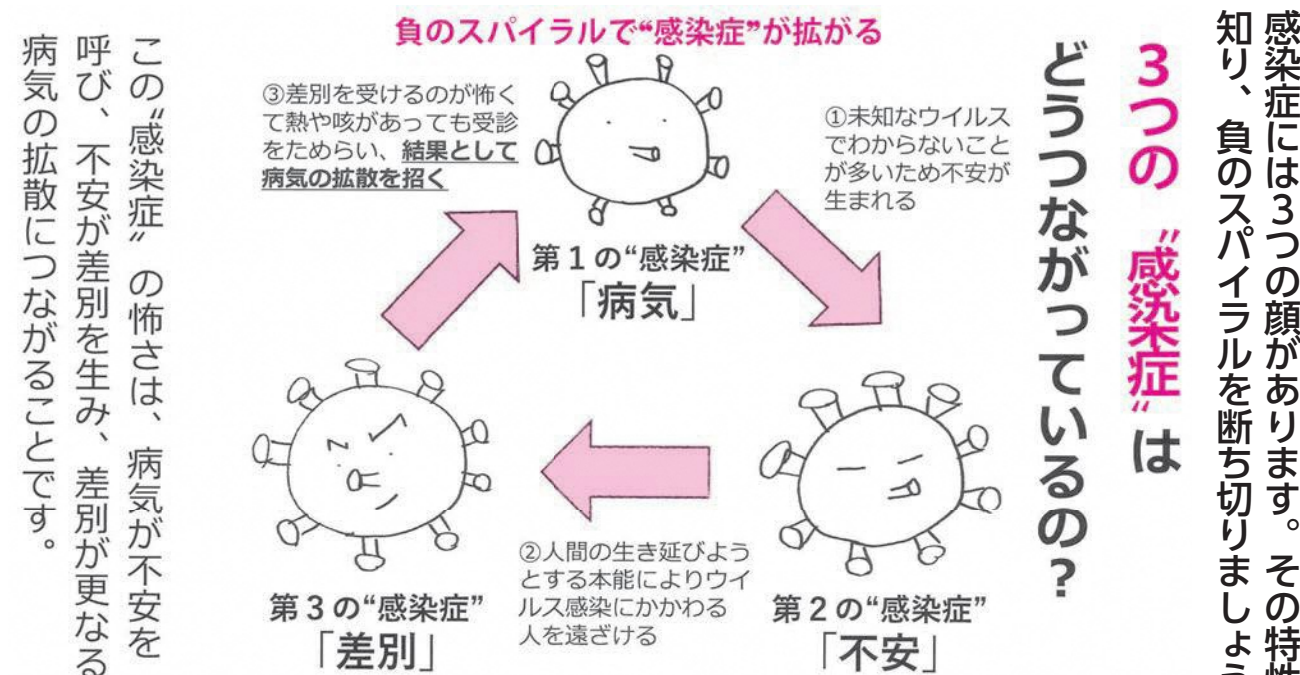 感染症には３つの顔があります。その特性
知り、負のスパイラルを断ち切りましょう
３つの〝感染症〟は
どうつながっているの？
負のスパイラルで“感染症”が拡がる
第１の“感染症”
「病気」
①未知なウイルス
でわからないこと
が多いため不安が
生まれる
第２の“感染症”
「不安」
②人間の生き延びよう
とする本能によりウイ
ルス感染にかかわる
人を遠ざける
第３の“感染症”
「差別」
③差別を受けるのが怖く
て熱や咳があっても受診
をためらい、結果として
病気の拡散を招く
この〝感染症〟の怖さは、病気が不安を
呼び、不安が差別を生み、差別が更なる
病気の拡散につながることです。